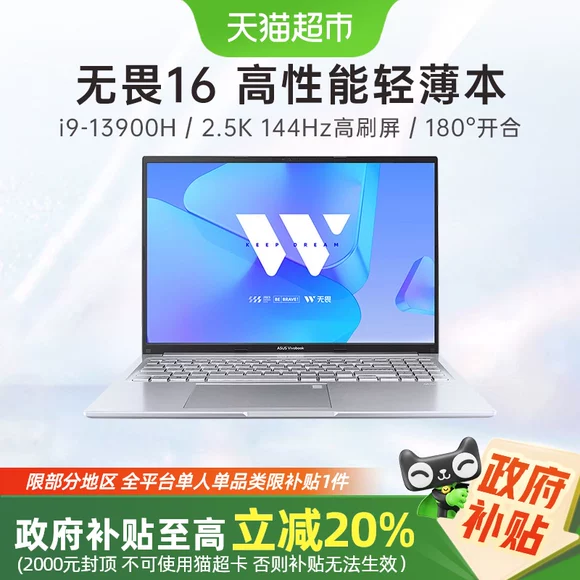 天猫超市
无畏16 高性能轻薄本
i9-13900H / 2.5K 144Hz高刷屏 / 180°开合
KEEP DREAM
BE BRAVE! W无畏
ASUS Vivobook
限部分地区 全平台单人单品类限补贴1件
政府补贴
政府补贴至高 立减20%
(2000元封顶 不可使用猫超卡 否则补贴无法生效)